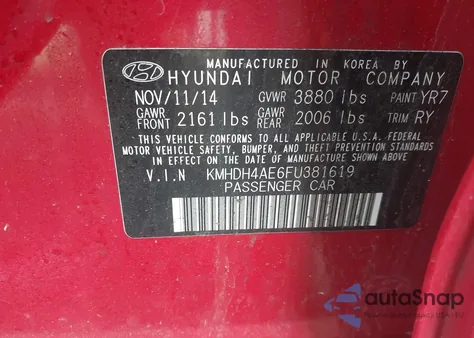 MANUFACTURED IN KOREA BY
HYUNDAI MOTOR COMPANY
NOV/11/14 GVWR 3880 lbs PAINT YR7
GAWR FRONT 2161 lbs GAWR REAR 2006 lbs TRIM RY
THIS VEHICLE CONFORMS TO ALL APPLICABLE U.S.A. FEDERAL
MOTOR VEHICLE SAFETY, BUMPER, AND THEFT PREVENTION STANDARDS
IN EFFECT ON THE DATE OF MANUFACTURE SHOWN ABOVE.
V.I.N KMHDH4AE6FU381619
PASSENGER CAR
autoSnap